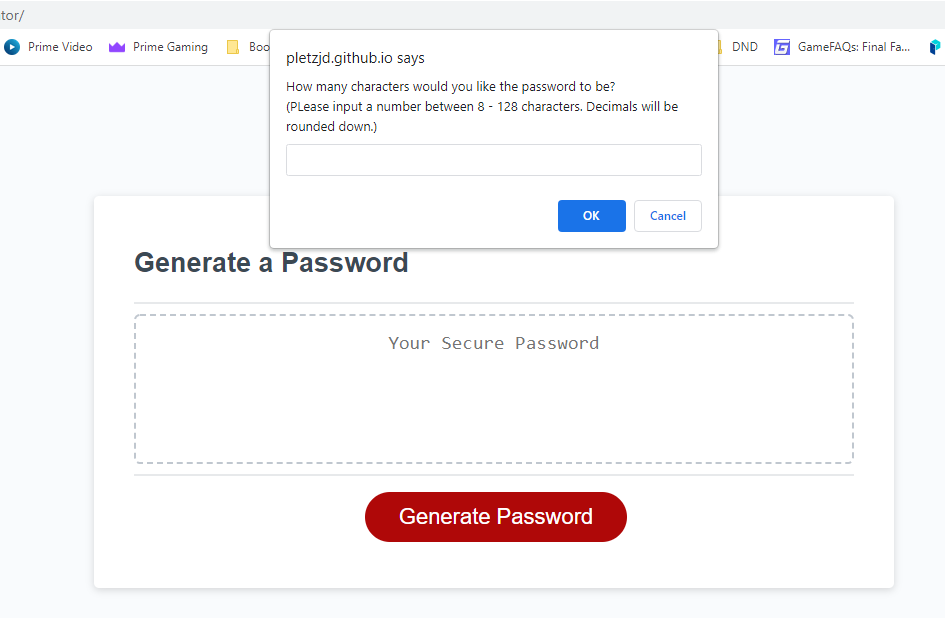 tor/
Prime Video
Prime Gaming
Boo
DND
GameFAQs: Final Fa...
pletzjd.github.io says
How many characters would you like the password to be?
(PLease input a number between 8 - 128 characters. Decimals will be
rounded down.)
OK
Cancel
Generate a Password
Your Secure Password
Generate Password